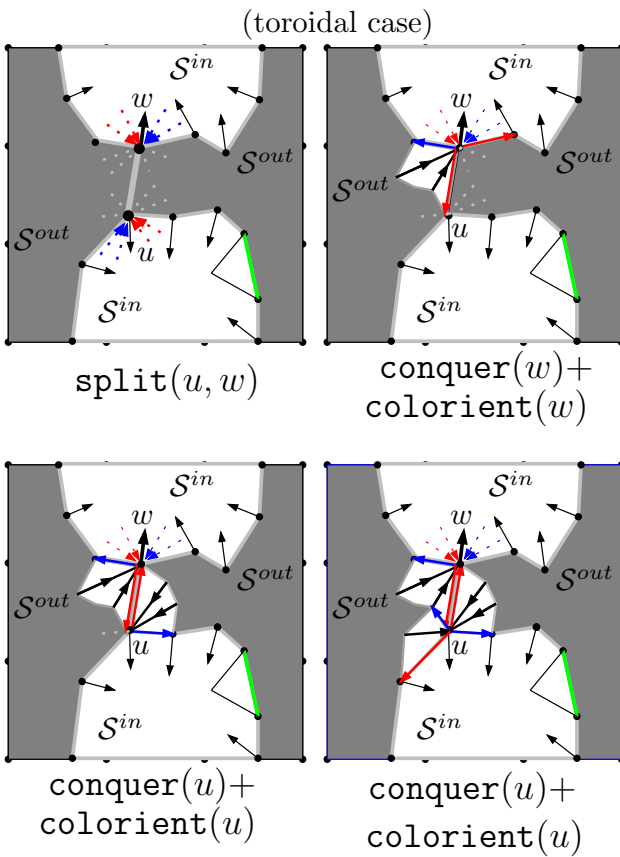 (toroidal case)
S^in
w
S^out
S^out
u
S^in
split(u, w)
S^in
w
S^out
S^out
u
S^in
conquer(w)+
colorient(w)
S^in
w
S^out
S^out
u
S^in
conquer(u)+
colorient(u)
S^in
w
S^out
S^out
u
S^in
conquer(u)+
colorient(u)